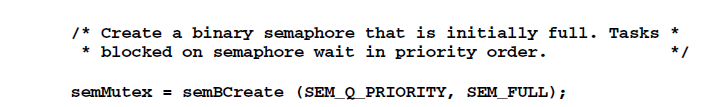 /* Create a binary semaphore that is initially full. Tasks *
 * blocked on semaphore wait in priority order.            */
semMutex = semBCreate (SEM_Q_PRIORITY, SEM_FULL);